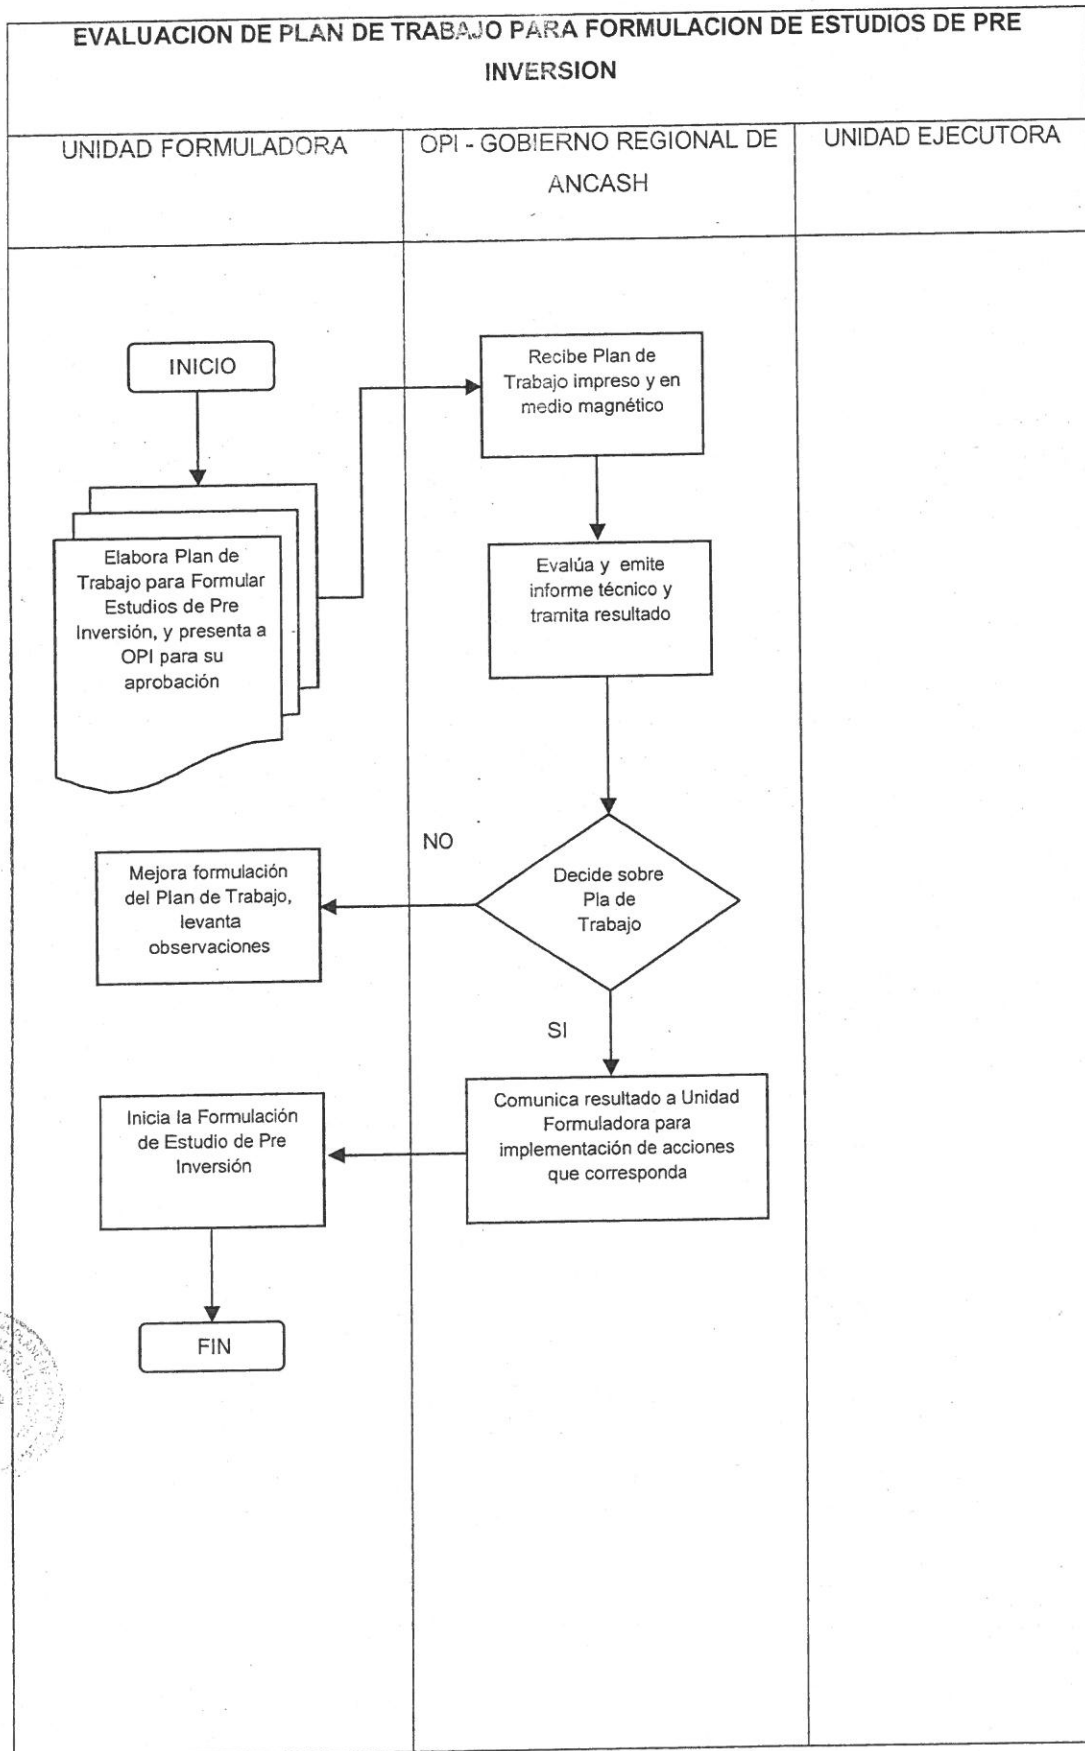 EVALUACION DE PLAN DE TRABAJO PARA FORMULACION DE ESTUDIOS DE PRE
INVERSION
UNIDAD FORMULADORA
OPI - GOBIERNO REGIONAL DE
ANCASH
UNIDAD EJECUTORA
INICIO
Recibe Plan de
Trabajo impreso y en
medio magnético
Elabora Plan de
Trabajo para Formular
Estudios de Pre
Inversión, y presenta a
OPI para su
aprobación
Evalúa y emite
informe técnico y
tramita resultado
NO
Decide sobre
Pla de
Trabajo
Mejora formulación
del Plan de Trabajo,
levanta
observaciones
SI
Comunica resultado a Unidad
Formuladora para
implementación de acciones
que corresponda
Inicia la Formulación
de Estudio de Pre
Inversión
FIN